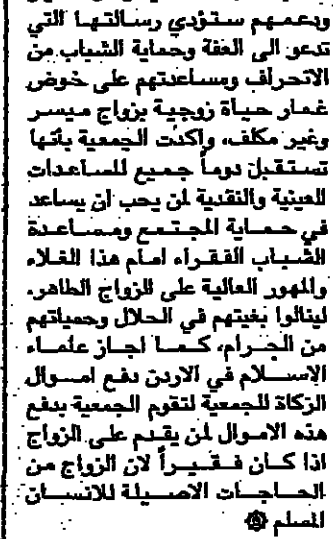 ودعمهم ستؤدي رسالتها التي
تدعو الى العفة وحماية الشباب من
الانحراف ومساعدتهم على خوض
غمار حياة زوجية بزواج ميسر
وغير مكلف، واكدت الجمعية بأنها
تستقبل دوماً جميع المساعدات
العينية والنقدية لمن يحب ان يساعد
في حماية المجتمع ومساعدة
الشباب الفقراء امام هذا الغلاء
والمهور العالية على الزواج الطاهر.
لينالوا بغيتهم في الحلال وحمياتهم
من الحرام، كما اجاز علماء
الاسلام في الاردن دفع اموال
الزكاة للجمعية لتقوم الجمعية بدفع
هذه الاموال لمن يقدم على الزواج
اذا كان فقيراً لان الزواج من
الحاجات الاصيلة للانسان
المسلم